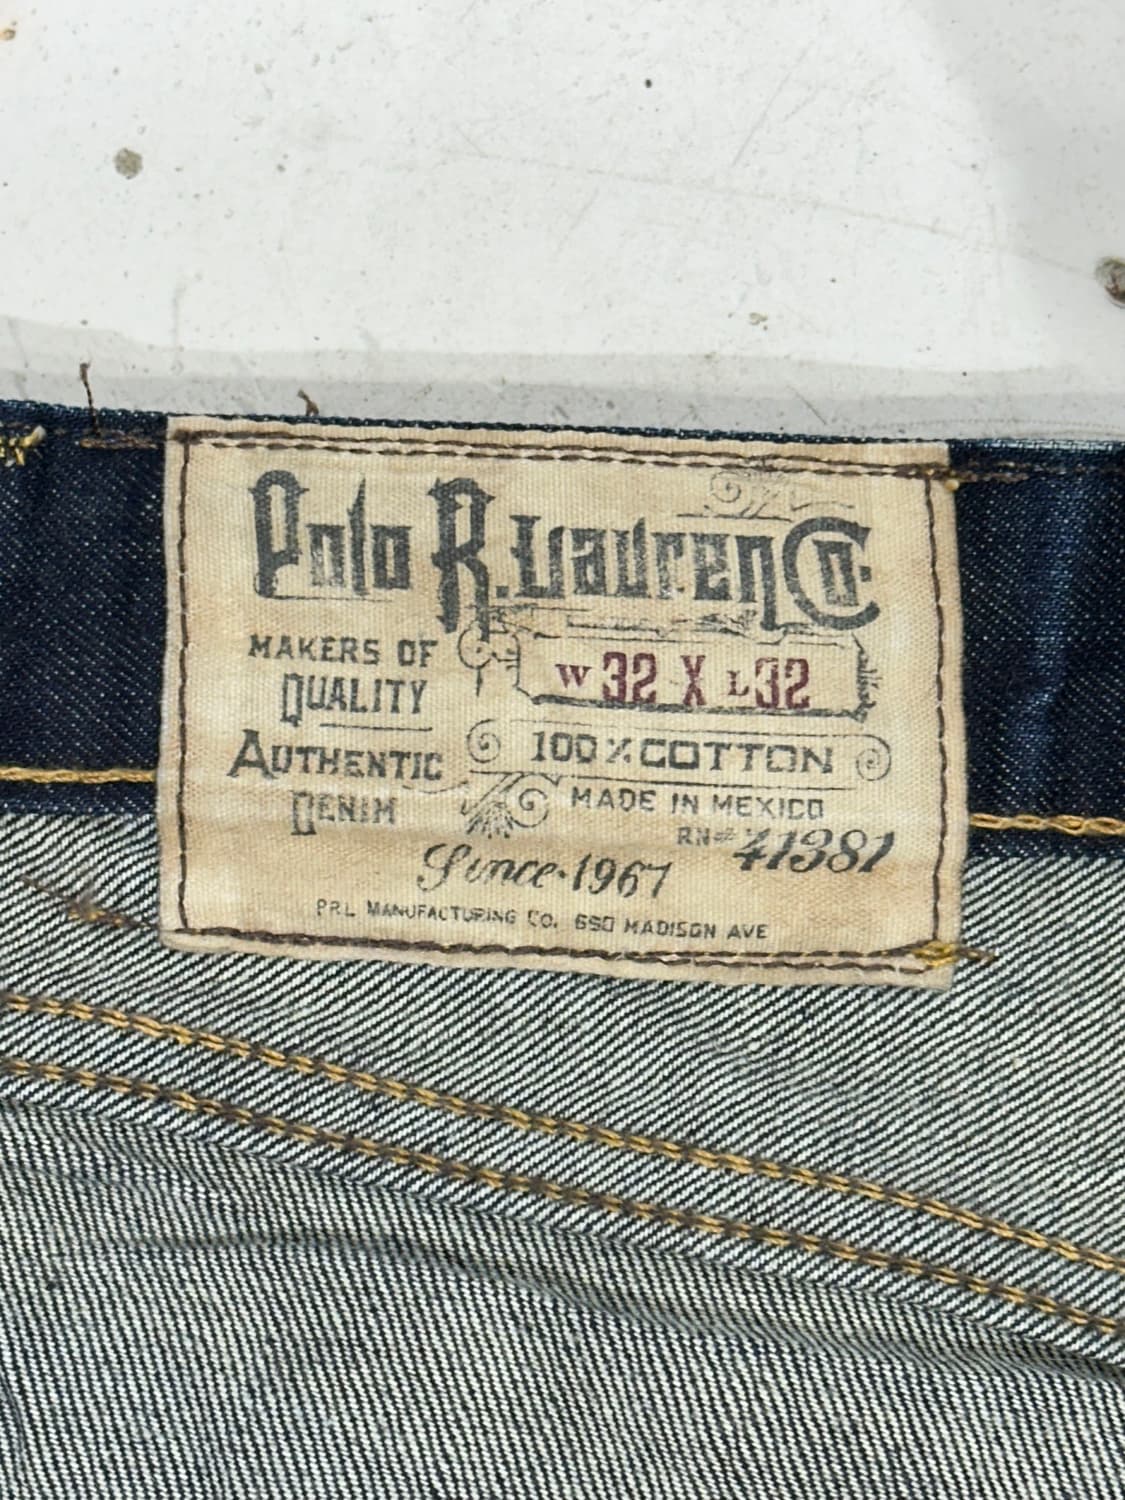 Polo R. Lauren Co.
MAKERS OF
QUALITY
AUTHENTIC
DENIM
W 32 X L 32
100% COTTON
MADE IN MEXICO
RN# 41381
Since 1967
PRL MANUFACTURING CO. 650 MADISON AVE